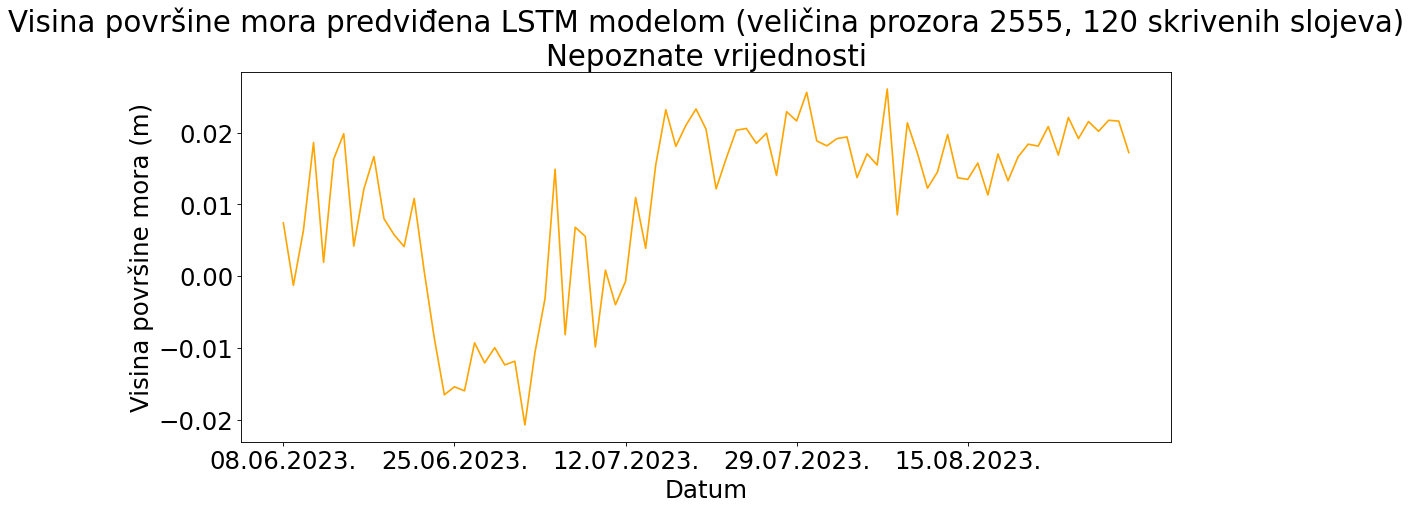 Visina površine mora predviđena LSTM modelom (veličina prozora 2555, 120 skrivenih slojeva)
Nepoznate vrijednosti
Visina površine mora (m)
0.02
0.01
0.00
−0.01
−0.02
08.06.2023. 25.06.2023. 12.07.2023. 29.07.2023. 15.08.2023.
Datum